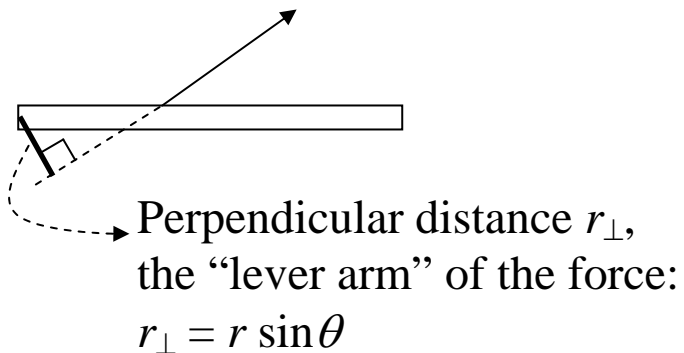 Perpendicular distance r⊥,
the “lever arm” of the force:
r⊥ = r sinθ